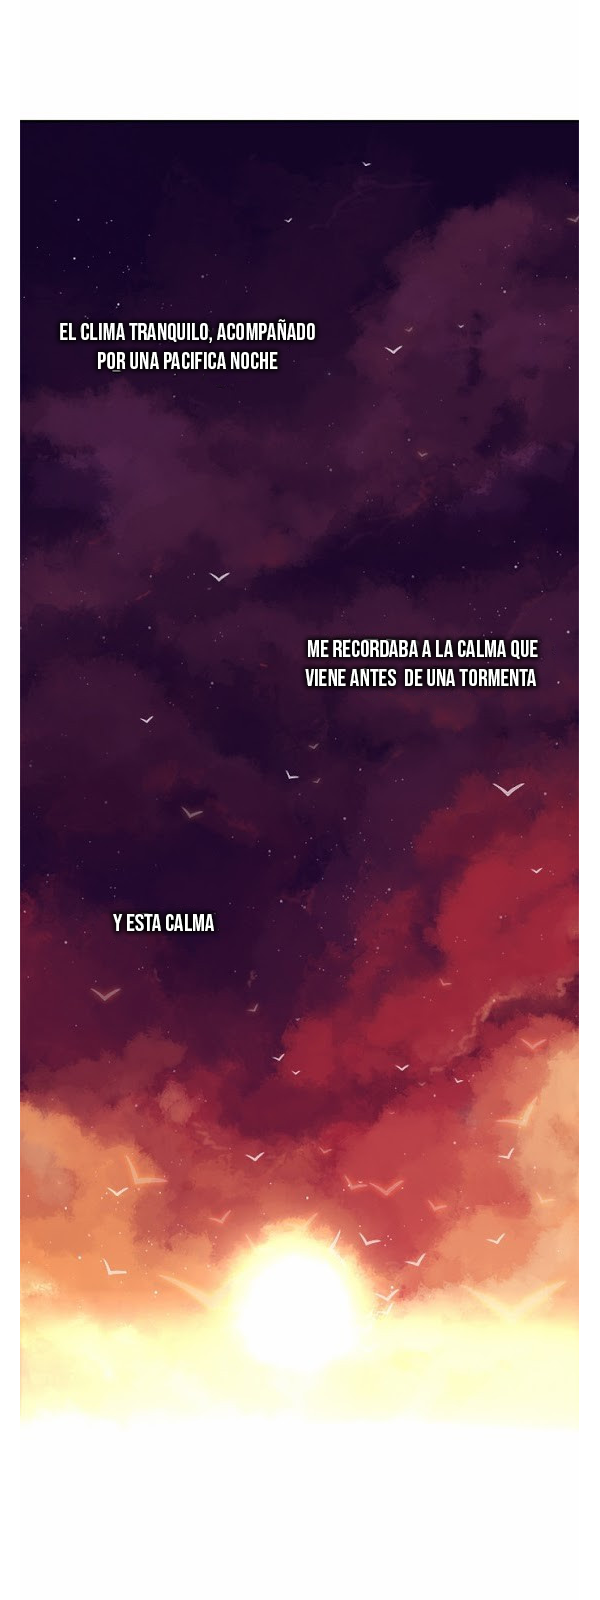 EL CLIMA TRANQUILO, ACOMPAÑADO
POR UNA PACIFICA NOCHE
ME RECORDABA A LA CALMA QUE
VIENE ANTES  DE UNA TORMENTA
Y ESTA CALMA